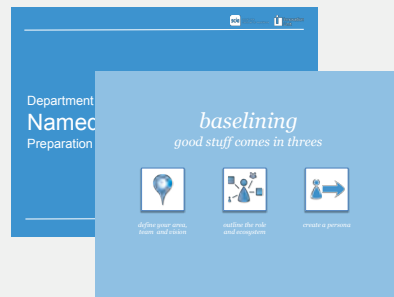 scie
Department
Named
Preparation
baselining
good stuff comes in threes
define your area,
team and vision
outline the role
and ecosystem
create a persona